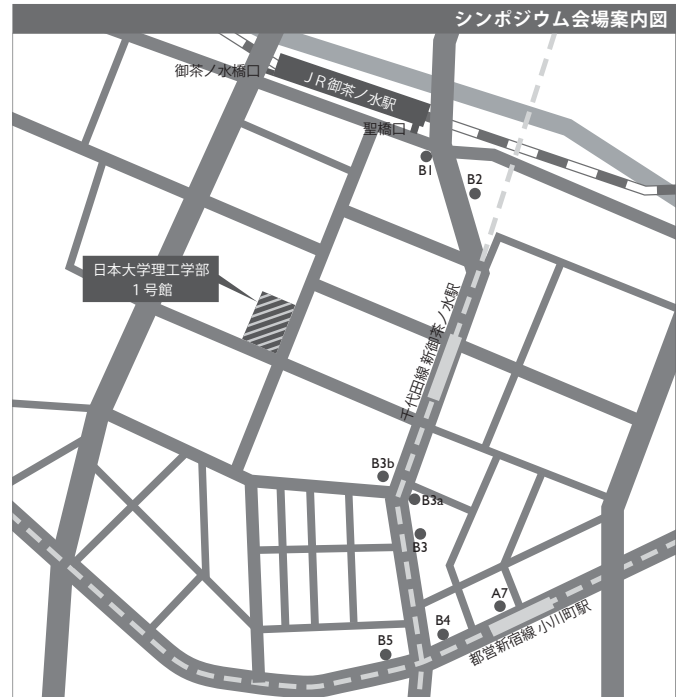 シンポジウム会場案内図
御茶ノ水橋口
JR御茶ノ水駅
聖橋口
B1
B2
日本大学理工学部
1号館
千代田線 新御茶ノ水駅
B3b
B3a
B3
A7
B4
B5
都営新宿線 小川町駅